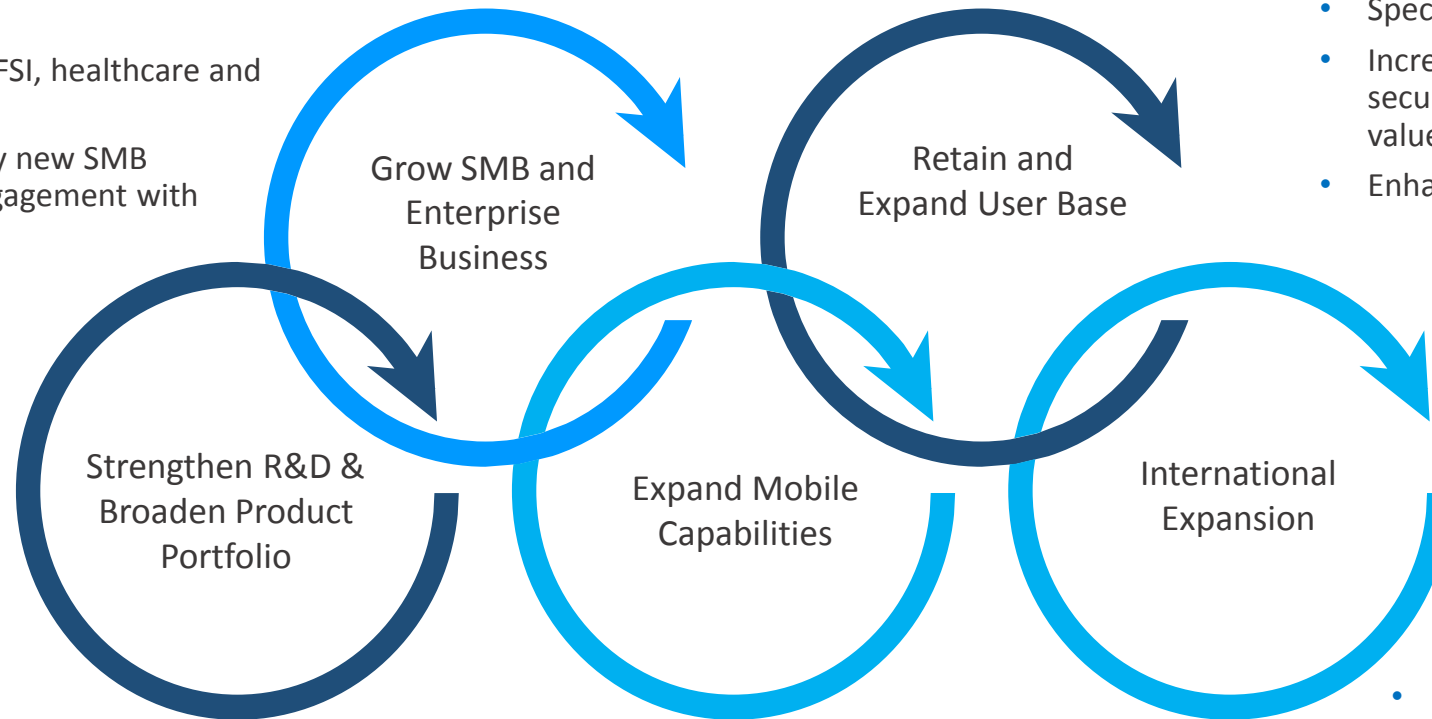 FSI, healthcare and
y new SMB
gagement with
Grow SMB and
Enterprise
Business
Retain and
Expand User Base
• Spec
• Incre
secu
value
• Enha
Strengthen R&D &
Broaden Product
Portfolio
Expand Mobile
Capabilities
International
Expansion
•